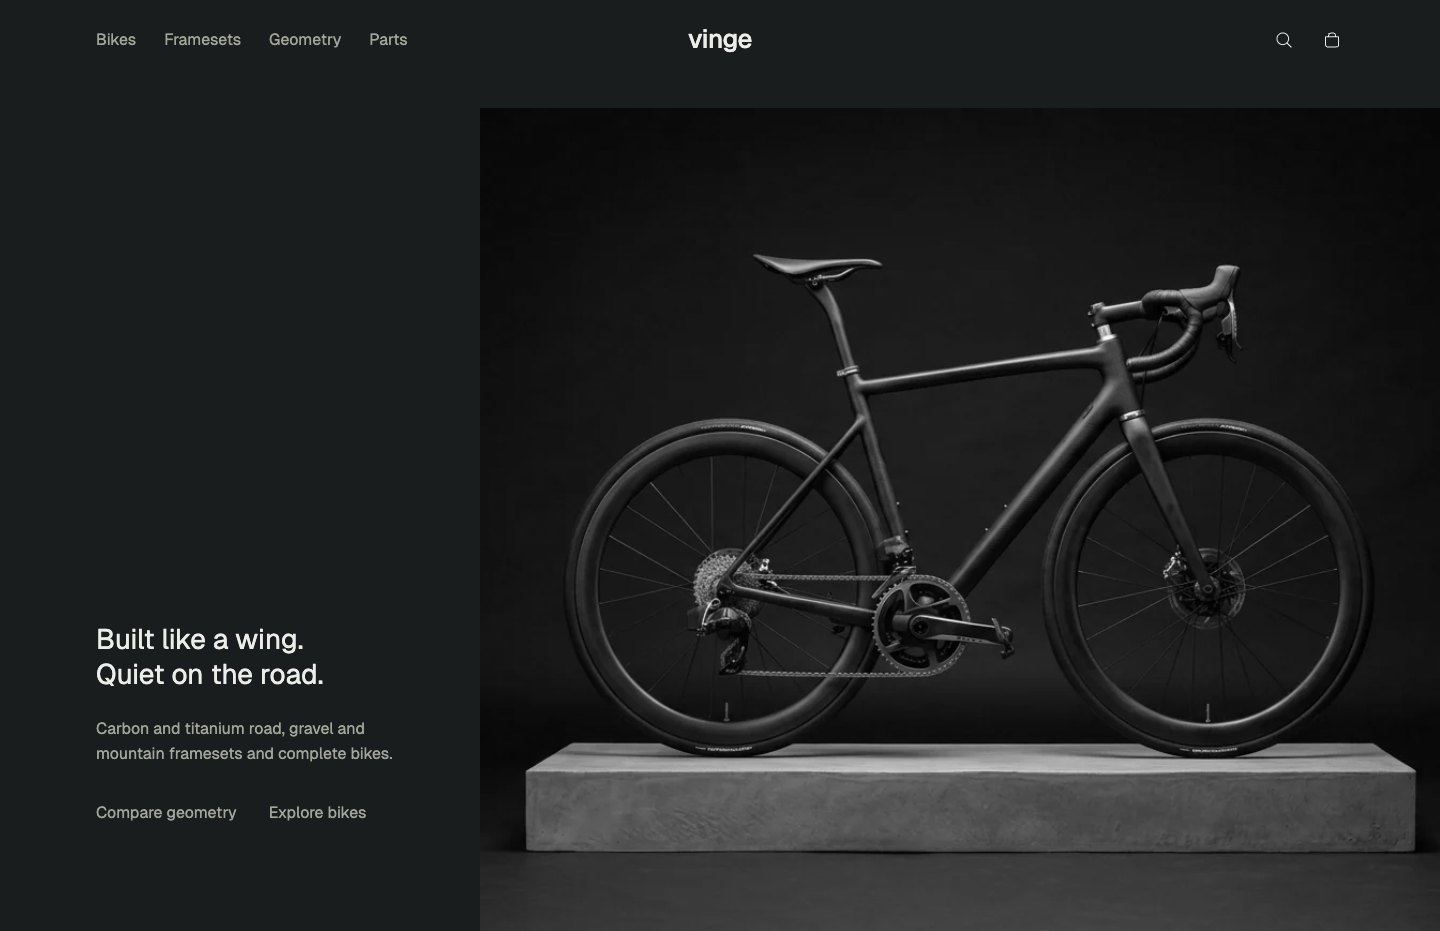 Bikes Framesets Geometry Parts vinge
Built like a wing.
Quiet on the road.
Carbon and titanium road, gravel and
mountain framesets and complete bikes.
Compare geometry Explore bikes